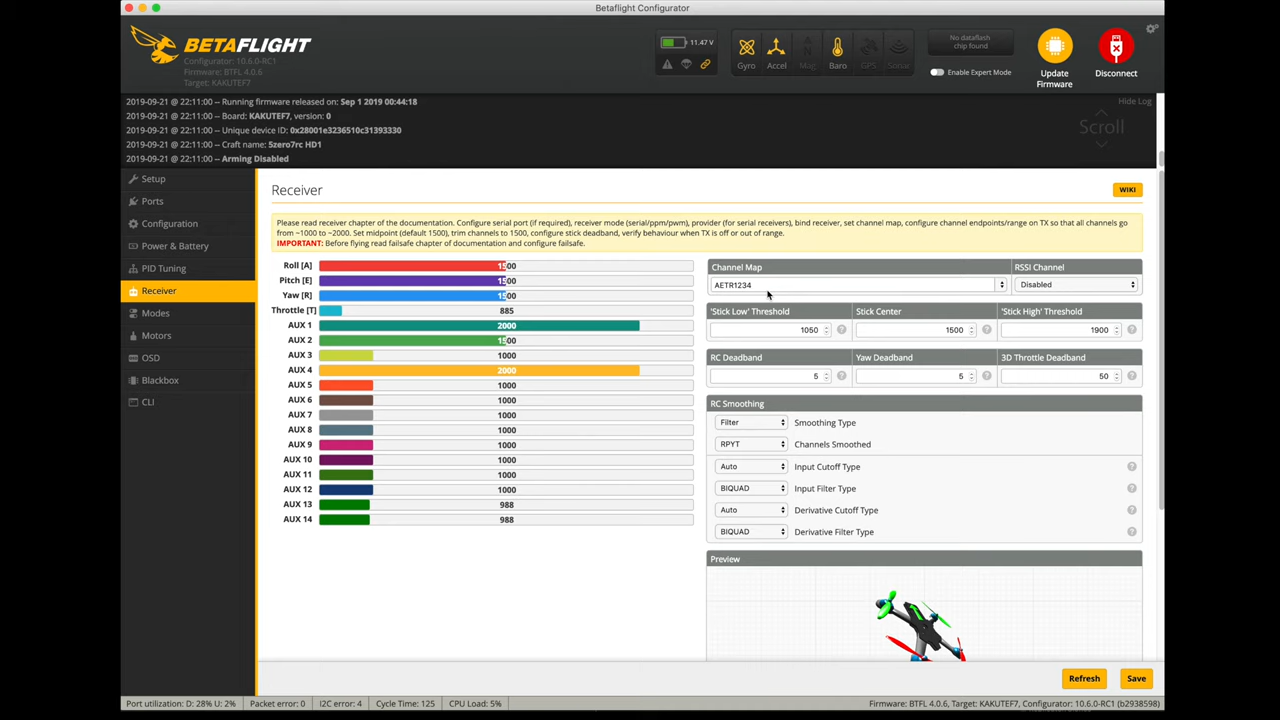 Betaflight Configurator
BETAFLIGHT
Configurator: 10.6.0-RC1
Firmware: BTFL 4.0.6
Target: KAKUTEF7
11.47 V
Gyro Accel Mag Baro GPS Sonar
No dataflash
chip found
Enable Expert Mode
Update
Firmware
Disconnect
2019-09-21 @ 22:11:00 -- Running firmware released on: Sep 1 2019 00:44:18
2019-09-21 @ 22:11:00 -- Board: KAKUTEF7, version: 0
2019-09-21 @ 22:11:00 -- Unique device ID: 0x28001e3236510c31393330
2019-09-21 @ 22:11:00 -- Craft name: 5zero7rc HD1
2019-09-21 @ 22:11:00 -- Arming Disabled
Hide Log
Scroll
Setup
Ports
Configuration
Power & Battery
PID Tuning
Receiver
Modes
Motors
OSD
Blackbox
CLI
Receiver
WIKI
Please read receiver chapter of the documentation. Configure serial port (if required), receiver mode (serial/ppm/pwm), provider (for serial receivers), bind receiver, set channel map, configure channel endpoints/range on TX so that all channels go
from ~1000 to ~2000. Set midpoint (default 1500), trim channels to 1500, configure stick deadband, verify behaviour when TX is off or out of range.
IMPORTANT: Before flying read failsafe chapter of documentation and configure failsafe.
Roll [A] 1500
Pitch [E] 1500
Yaw [R] 1500
Throttle [T] 885
AUX 1 2000
AUX 2 1500
AUX 3 1000
AUX 4 2000
AUX 5 1000
AUX 6 1000
AUX 7 1000
AUX 8 1000
AUX 9 1000
AUX 10 1000
AUX 11 1000
AUX 12 1000
AUX 13 988
AUX 14 988
Channel Map RSSI Channel
AETR1234 Disabled
'Stick Low' Threshold Stick Center 'Stick High' Threshold
1050 1500 1900
RC Deadband Yaw Deadband 3D Throttle Deadband
5 5 50
RC Smoothing
Filter Smoothing Type
RPYT Channels Smoothed
Auto Input Cutoff Type
BIQUAD Input Filter Type
Auto Derivative Cutoff Type
BIQUAD Derivative Filter Type
Preview
Refresh Save
Port utilization: D: 28% U: 2% Packet error: 0 I2C error: 4 Cycle Time: 125 CPU Load: 5% Firmware: BTFL 4.0.6, Target: KAKUTEF7, Configurator: 10.6.0-RC1 (b2938598)